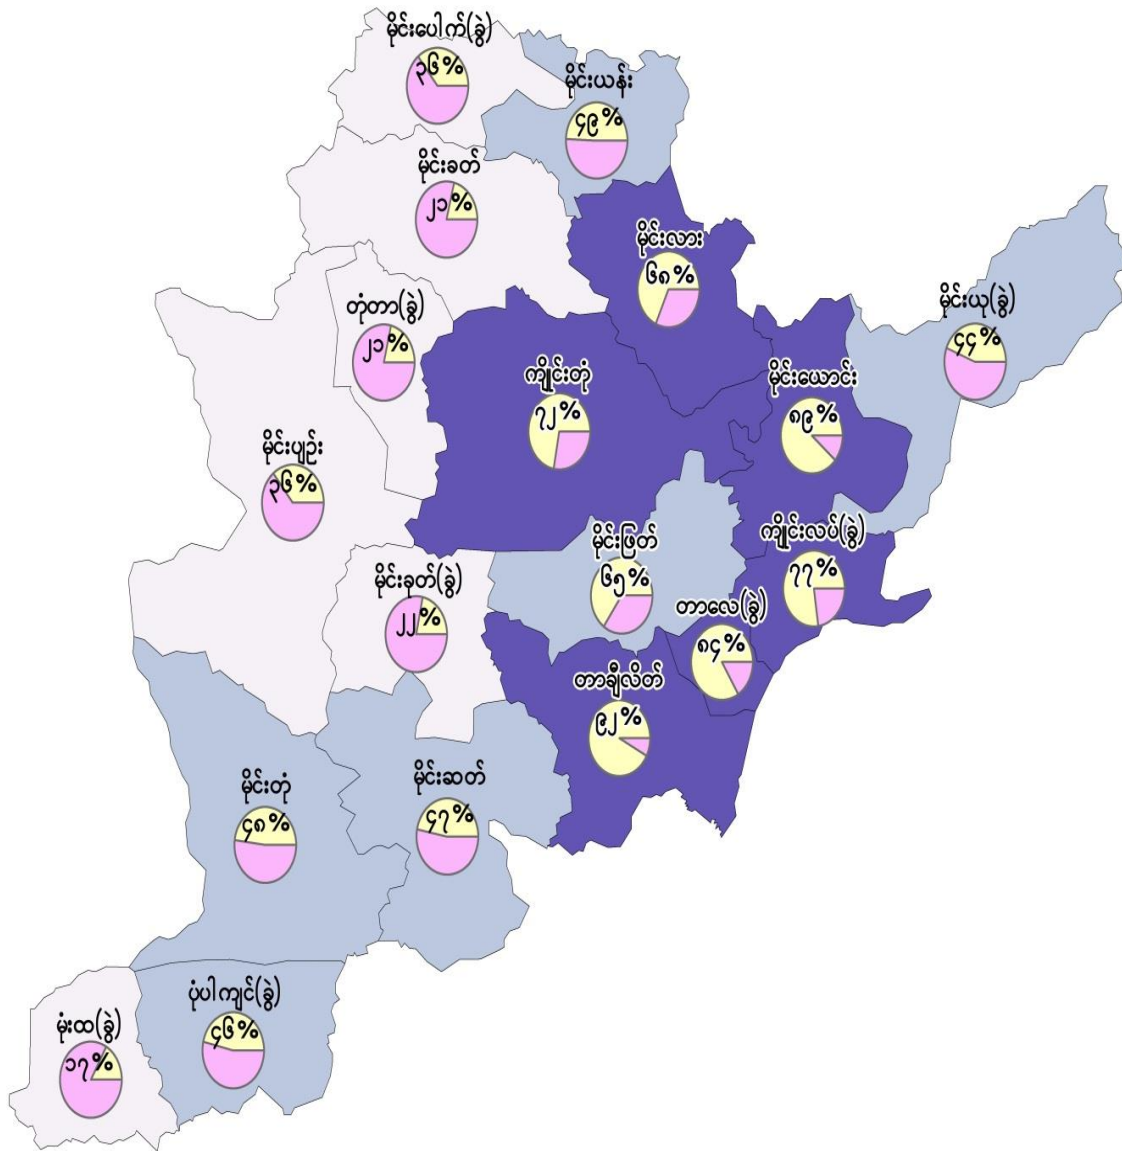 မိုင်းပေါက်(ခွဲ)
၃၆%
မိုင်းယန်း
၄၉%
မိုင်းခတ်
၂၁%
မိုင်းလား
၆၈%
မိုင်းယု(ခွဲ)
၄၄%
တုံတာ(ခွဲ)
၂၁%
ကျိုင်းတုံ
၇၂%
မိုင်းယောင်း
၈၉%
မိုင်းပျဉ်း
၃၆%
မိုင်းဖြတ်
၆၅%
ကျိုင်းလပ်(ခွဲ)
၇၇%
မိုင်းခုတ်(ခွဲ)
၂၂%
တာလေ(ခွဲ)
၈၄%
တာချီလိတ်
၉၂%
မိုင်းတုံ
၄၈%
မိုင်းဆတ်
၄၇%
ပုံပါကျင်(ခွဲ)
၄၆%
မုံးထ(ခွဲ)
၁၇%